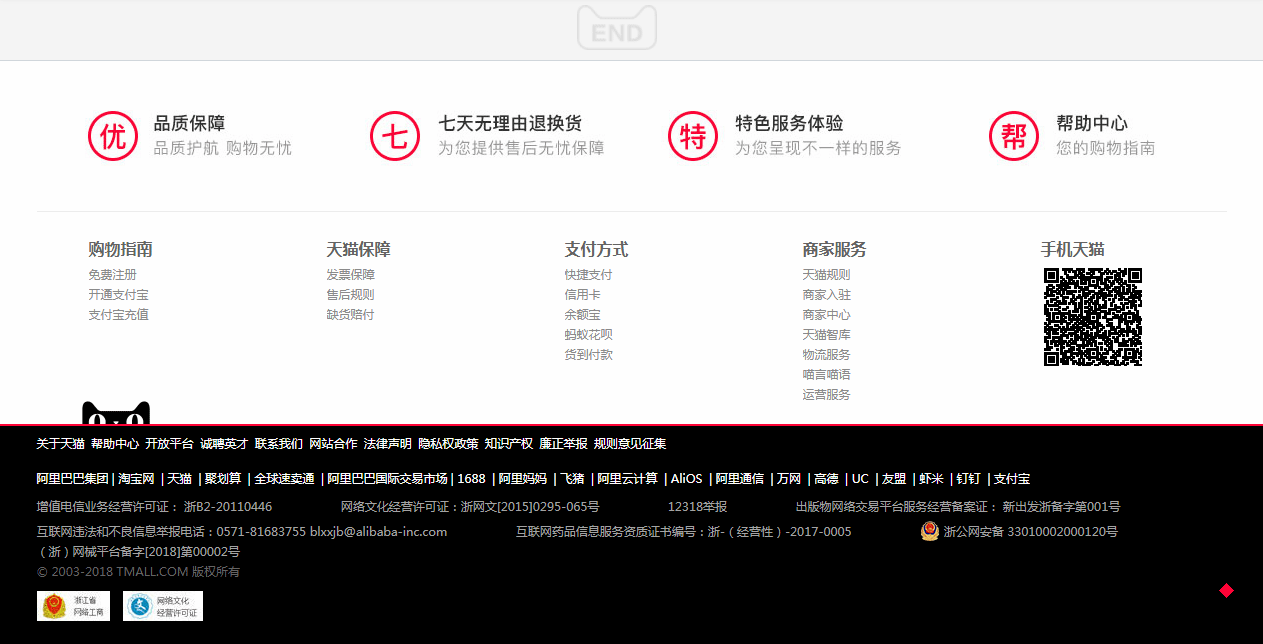 END
优 品质保障
品质护航 购物无忧
七 七天无理由退换货
为您提供售后无忧保障
特 特色服务体验
为您呈现不一样的服务
帮 帮助中心
您的购物指南
购物指南
免费注册
开通支付宝
支付宝充值
天猫保障
发票保障
售后规则
缺货赔付
支付方式
快捷支付
信用卡
余额宝
蚂蚁花呗
货到付款
商家服务
天猫规则
商家入驻
商家中心
天猫智库
物流服务
喵言喵语
运营服务
手机天猫
关于天猫 帮助中心 开放平台 诚聘英才 联系我们 网站合作 法律声明 隐私权政策 知识产权 廉正举报 规则意见征集
阿里巴巴集团 | 淘宝网 | 天猫 | 聚划算 | 全球速卖通 | 阿里巴巴国际交易市场 | 1688 | 阿里妈妈 | 飞猪 | 阿里云计算 | AliOS | 阿里通信 | 万网 | 高德 | UC | 友盟 | 虾米 | 钉钉 | 支付宝
增值电信业务经营许可证： 浙B2-20110446 网络文化经营许可证：浙网文[2015]0295-065号 12318举报 出版物网络交易平台服务经营备案证： 新出发浙备字第001号
互联网违法和不良信息举报电话：0571-81683755 blxxjb@alibaba-inc.com 互联网药品信息服务资质证书编号：浙-（经营性）-2017-0005 浙公网安备 33010002000120号
（浙）网械平台备字[2018]第00002号
© 2003-2018 TMALL.COM 版权所有
浙江省
网络工商
网络文化
经营许可证